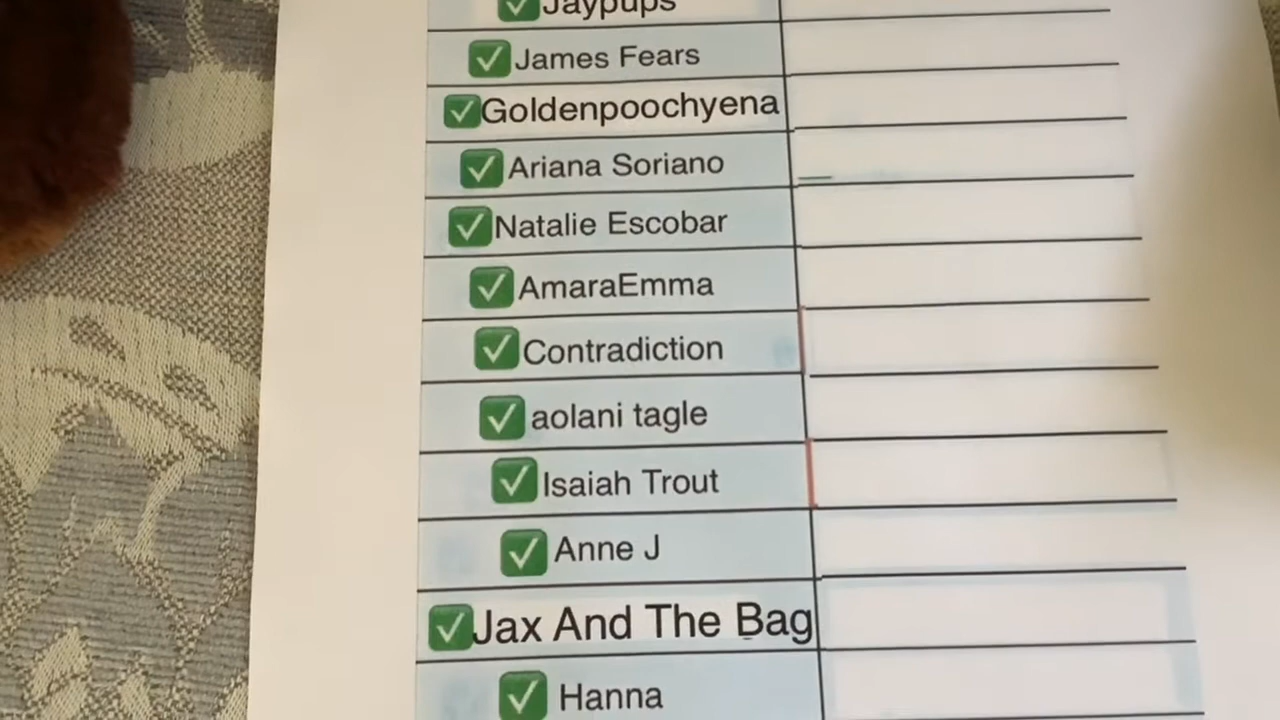 ✅Jaypups
✅James Fears
✅Goldenpoochyena
✅Ariana Soriano
✅Natalie Escobar
✅AmaraEmma
✅Contradiction
✅aolani tagle
✅Isaiah Trout
✅Anne J
✅Jax And The Bag
✅Hanna